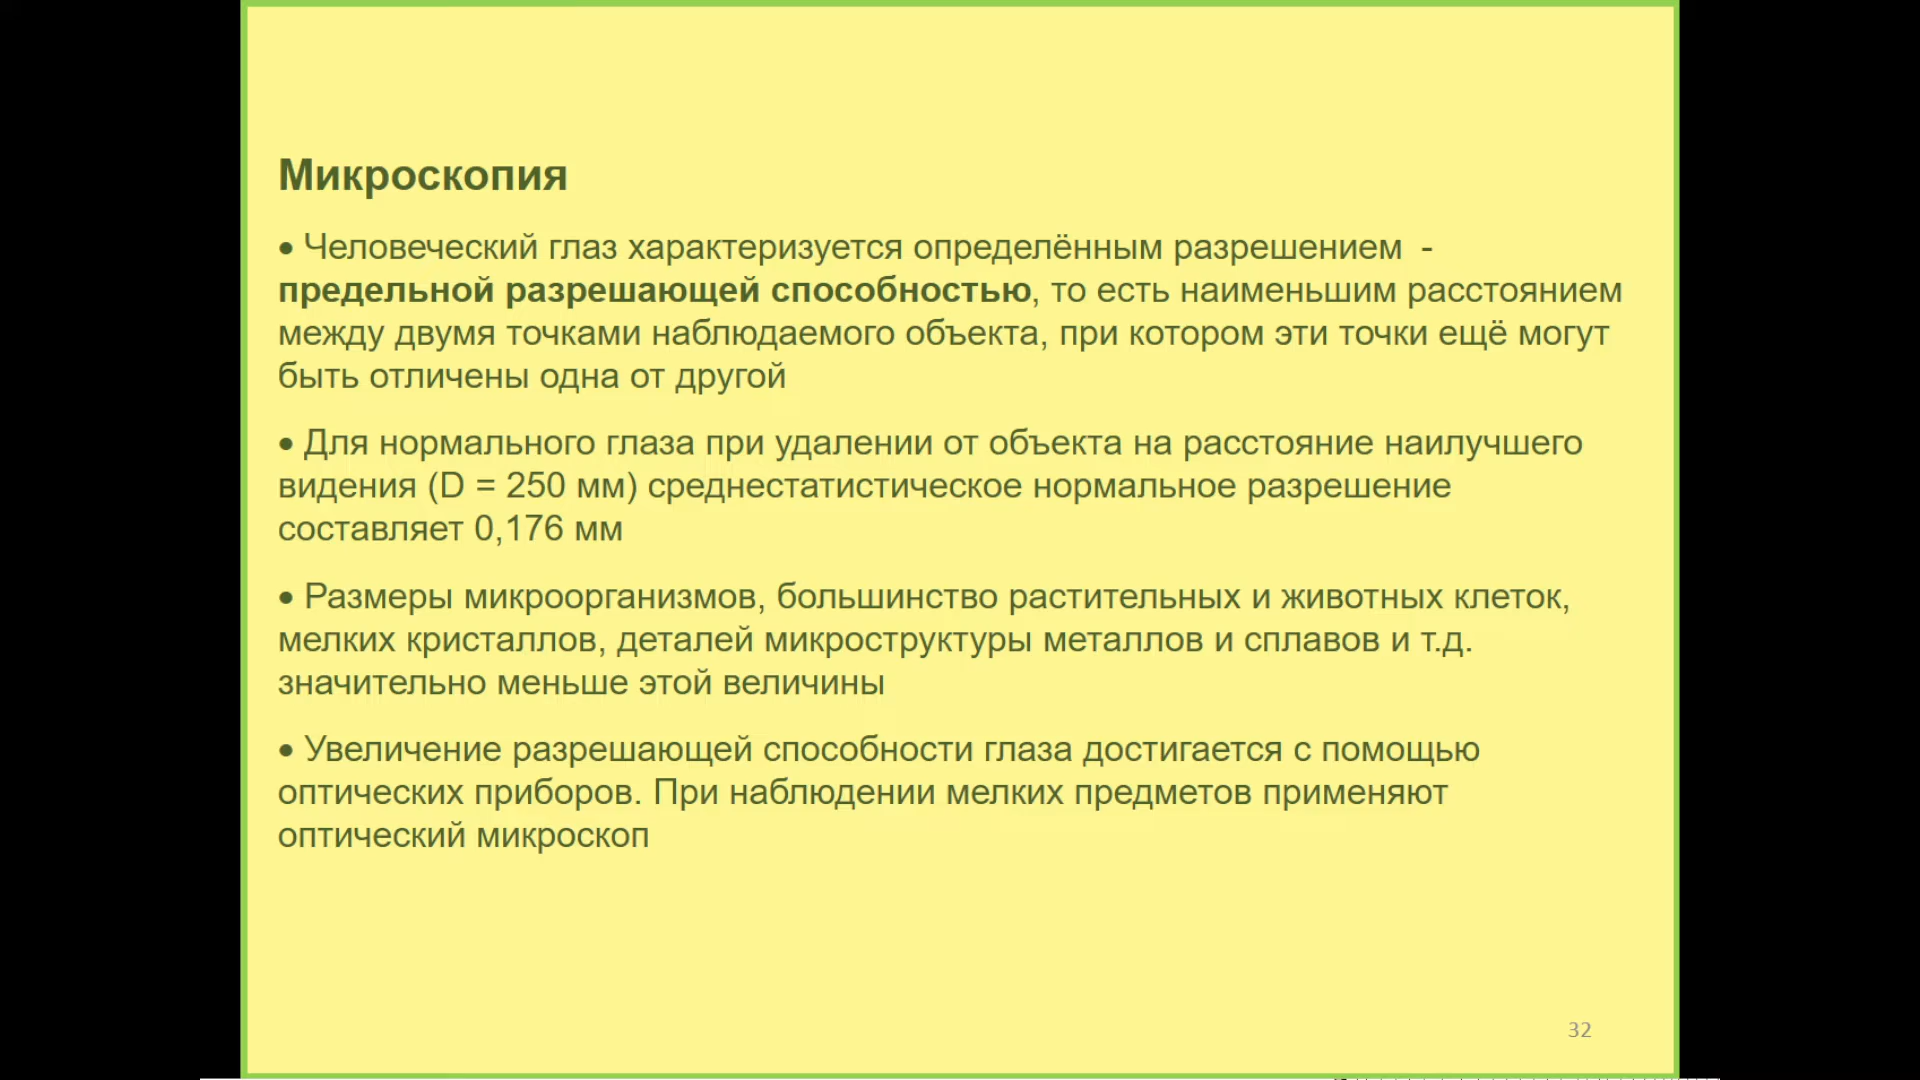 Микроскопия
• Человеческий глаз характеризуется определённым разрешением -
предельной разрешающей способностью, то есть наименьшим расстоянием
между двумя точками наблюдаемого объекта, при котором эти точки ещё могут
быть отличены одна от другой
• Для нормального глаза при удалении от объекта на расстояние наилучшего
видения (D = 250 мм) среднестатистическое нормальное разрешение
составляет 0,176 мм
• Размеры микроорганизмов, большинство растительных и животных клеток,
мелких кристаллов, деталей микроструктуры металлов и сплавов и т.д.
значительно меньше этой величины
• Увеличение разрешающей способности глаза достигается с помощью
оптических приборов. При наблюдении мелких предметов применяют
оптический микроскоп
32